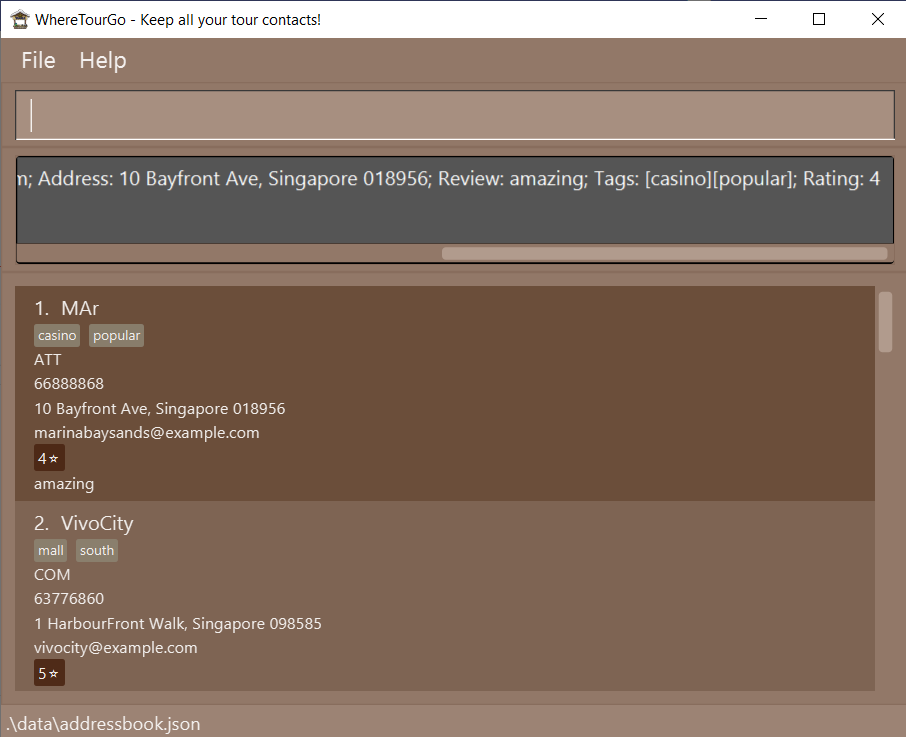 WhereTourGo - Keep all your tour contacts!
File Help
m; Address: 10 Bayfront Ave, Singapore 018956; Review: amazing; Tags: [casino][popular]; Rating: 4
1. MAr
casino popular
ATT
66888868
10 Bayfront Ave, Singapore 018956
marinabaysands@example.com
4⭐
amazing
2. VivoCity
mall south
COM
63776860
1 HarbourFront Walk, Singapore 098585
vivocity@example.com
5⭐
.\data\addressbook.json